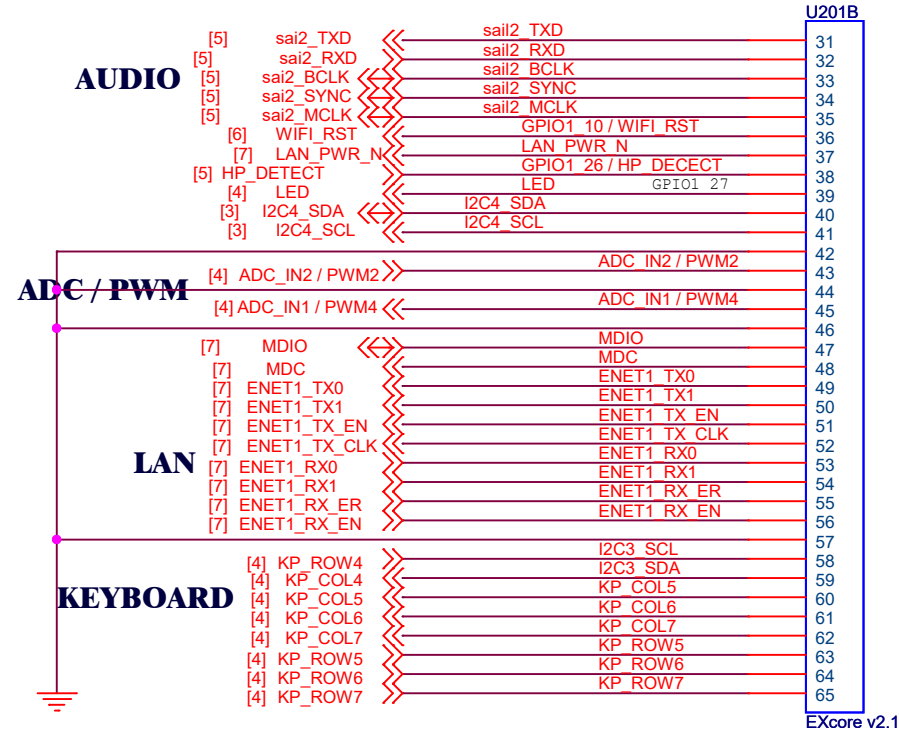 U201B
[5] sai2_TXD sail2_TXD 31
[5] sai2_RXD sail2_RXD 32
AUDIO [5] sai2_BCLK sail2_BCLK 33
[5] sai2_SYNC sail2_SYNC 34
[5] sai2_MCLK sail2_MCLK 35
[6] WIFI_RST GPIO1_10 / WIFI_RST 36
[7] LAN_PWR_N LAN_PWR_N 37
[5] HP_DETECT GPIO1_26 / HP_DECECT 38
[4] LED LED GPIO1 27 39
[3] I2C4_SDA I2C4_SDA 40
[3] I2C4_SCL I2C4_SCL 41
42
[4] ADC_IN2 / PWM2 ADC_IN2 / PWM2 43
ADC / PWM 44
[4] ADC_IN1 / PWM4 ADC_IN1 / PWM4 45
46
[7] MDIO MDIO 47
[7] MDC MDC 48
[7] ENET1_TX0 ENET1_TX0 49
[7] ENET1_TX1 ENET1_TX1 50
[7] ENET1_TX_EN ENET1_TX_EN 51
[7] ENET1_TX_CLK ENET1_TX_CLK 52
LAN [7] ENET1_RX0 ENET1_RX0 53
[7] ENET1_RX1 ENET1_RX1 54
[7] ENET1_RX_ER ENET1_RX_ER 55
[7] ENET1_RX_EN ENET1_RX_EN 56
57
[4] KP_ROW4 I2C3_SCL 58
[4] KP_COL4 I2C3_SDA 59
KEYBOARD [4] KP_COL5 KP_COL5 60
[4] KP_COL6 KP_COL6 61
[4] KP_COL7 KP_COL7 62
[4] KP_ROW5 KP_ROW5 63
[4] KP_ROW6 KP_ROW6 64
[4] KP_ROW7 KP_ROW7 65
EXcore v2.1